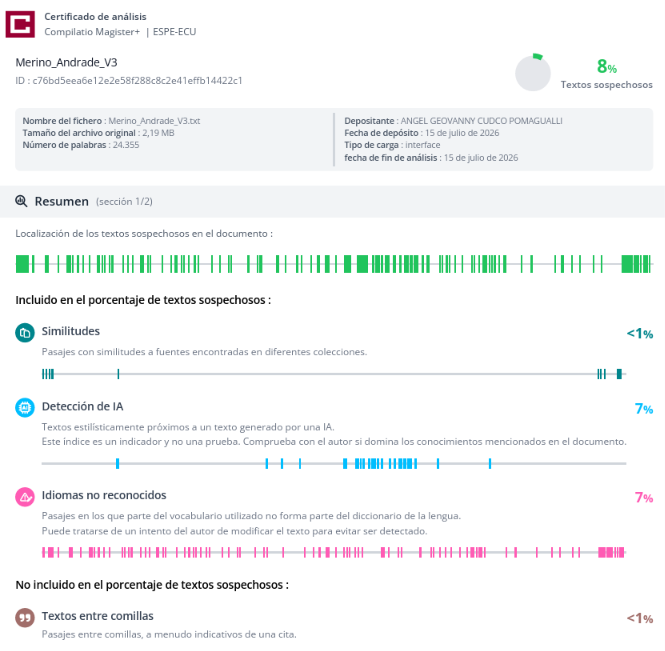 Certificado de análisis
Compilatio Magister+ | ESPE-ECU
Merino_Andrade_V3
ID : c76bd5eea6e12e2e58f288c8c2e41effb14422c1
8%
Textos sospechosos
Nombre del fichero : Merino_Andrade_V3.txt
Tamaño del archivo original : 2,19 MB
Número de palabras : 24.355
Depositante : ANGEL GEOVANNY CUDCO POMAGUALLI
Fecha de depósito : 15 de julio de 2026
Tipo de carga : interface
fecha de fin de análisis : 15 de julio de 2026
Resumen (sección 1/2)
Localización de los textos sospechosos en el documento :
Incluido en el porcentaje de textos sospechosos :
Similitudes
<1%
Pasajes con similitudes a fuentes encontradas en diferentes colecciones.
Detección de IA
7%
Textos estilísticamente próximos a un texto generado por una IA.
Este índice es un indicador y no una prueba. Comprueba con el autor si domina los conocimientos mencionados en el documento.
Idiomas no reconocidos
7%
Pasajes en los que parte del vocabulario utilizado no forma parte del diccionario de la lengua.
Puede tratarse de un intento del autor de modificar el texto para evitar ser detectado.
No incluido en el porcentaje de textos sospechosos :
Textos entre comillas
<1%
Pasajes entre comillas, a menudo indicativos de una cita.